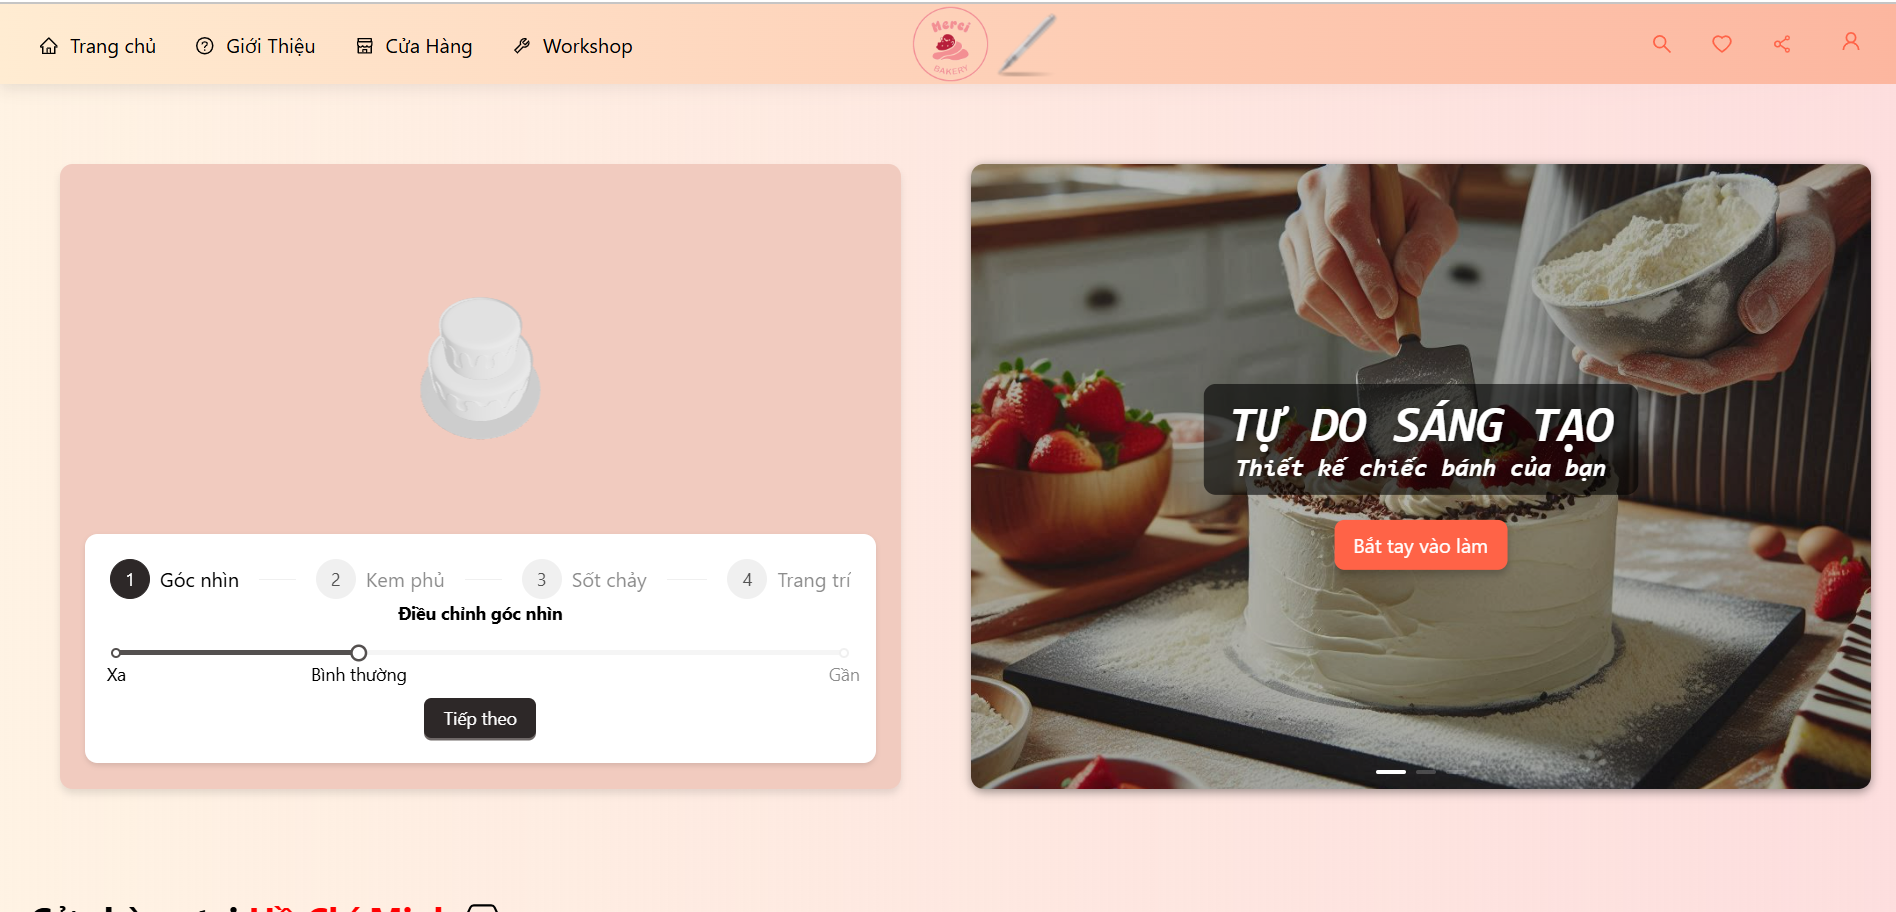 Trang chủ
Giới Thiệu
Cửa Hàng
Workshop
Merci
BAKERY
1 Góc nhìn
2 Kem phủ
3 Sốt chảy
4 Trang trí
Điều chỉnh góc nhìn
Xa
Bình thường
Gần
Tiếp theo
TỰ DO SÁNG TẠO
Thiết kế chiếc bánh của bạn
Bắt tay vào làm